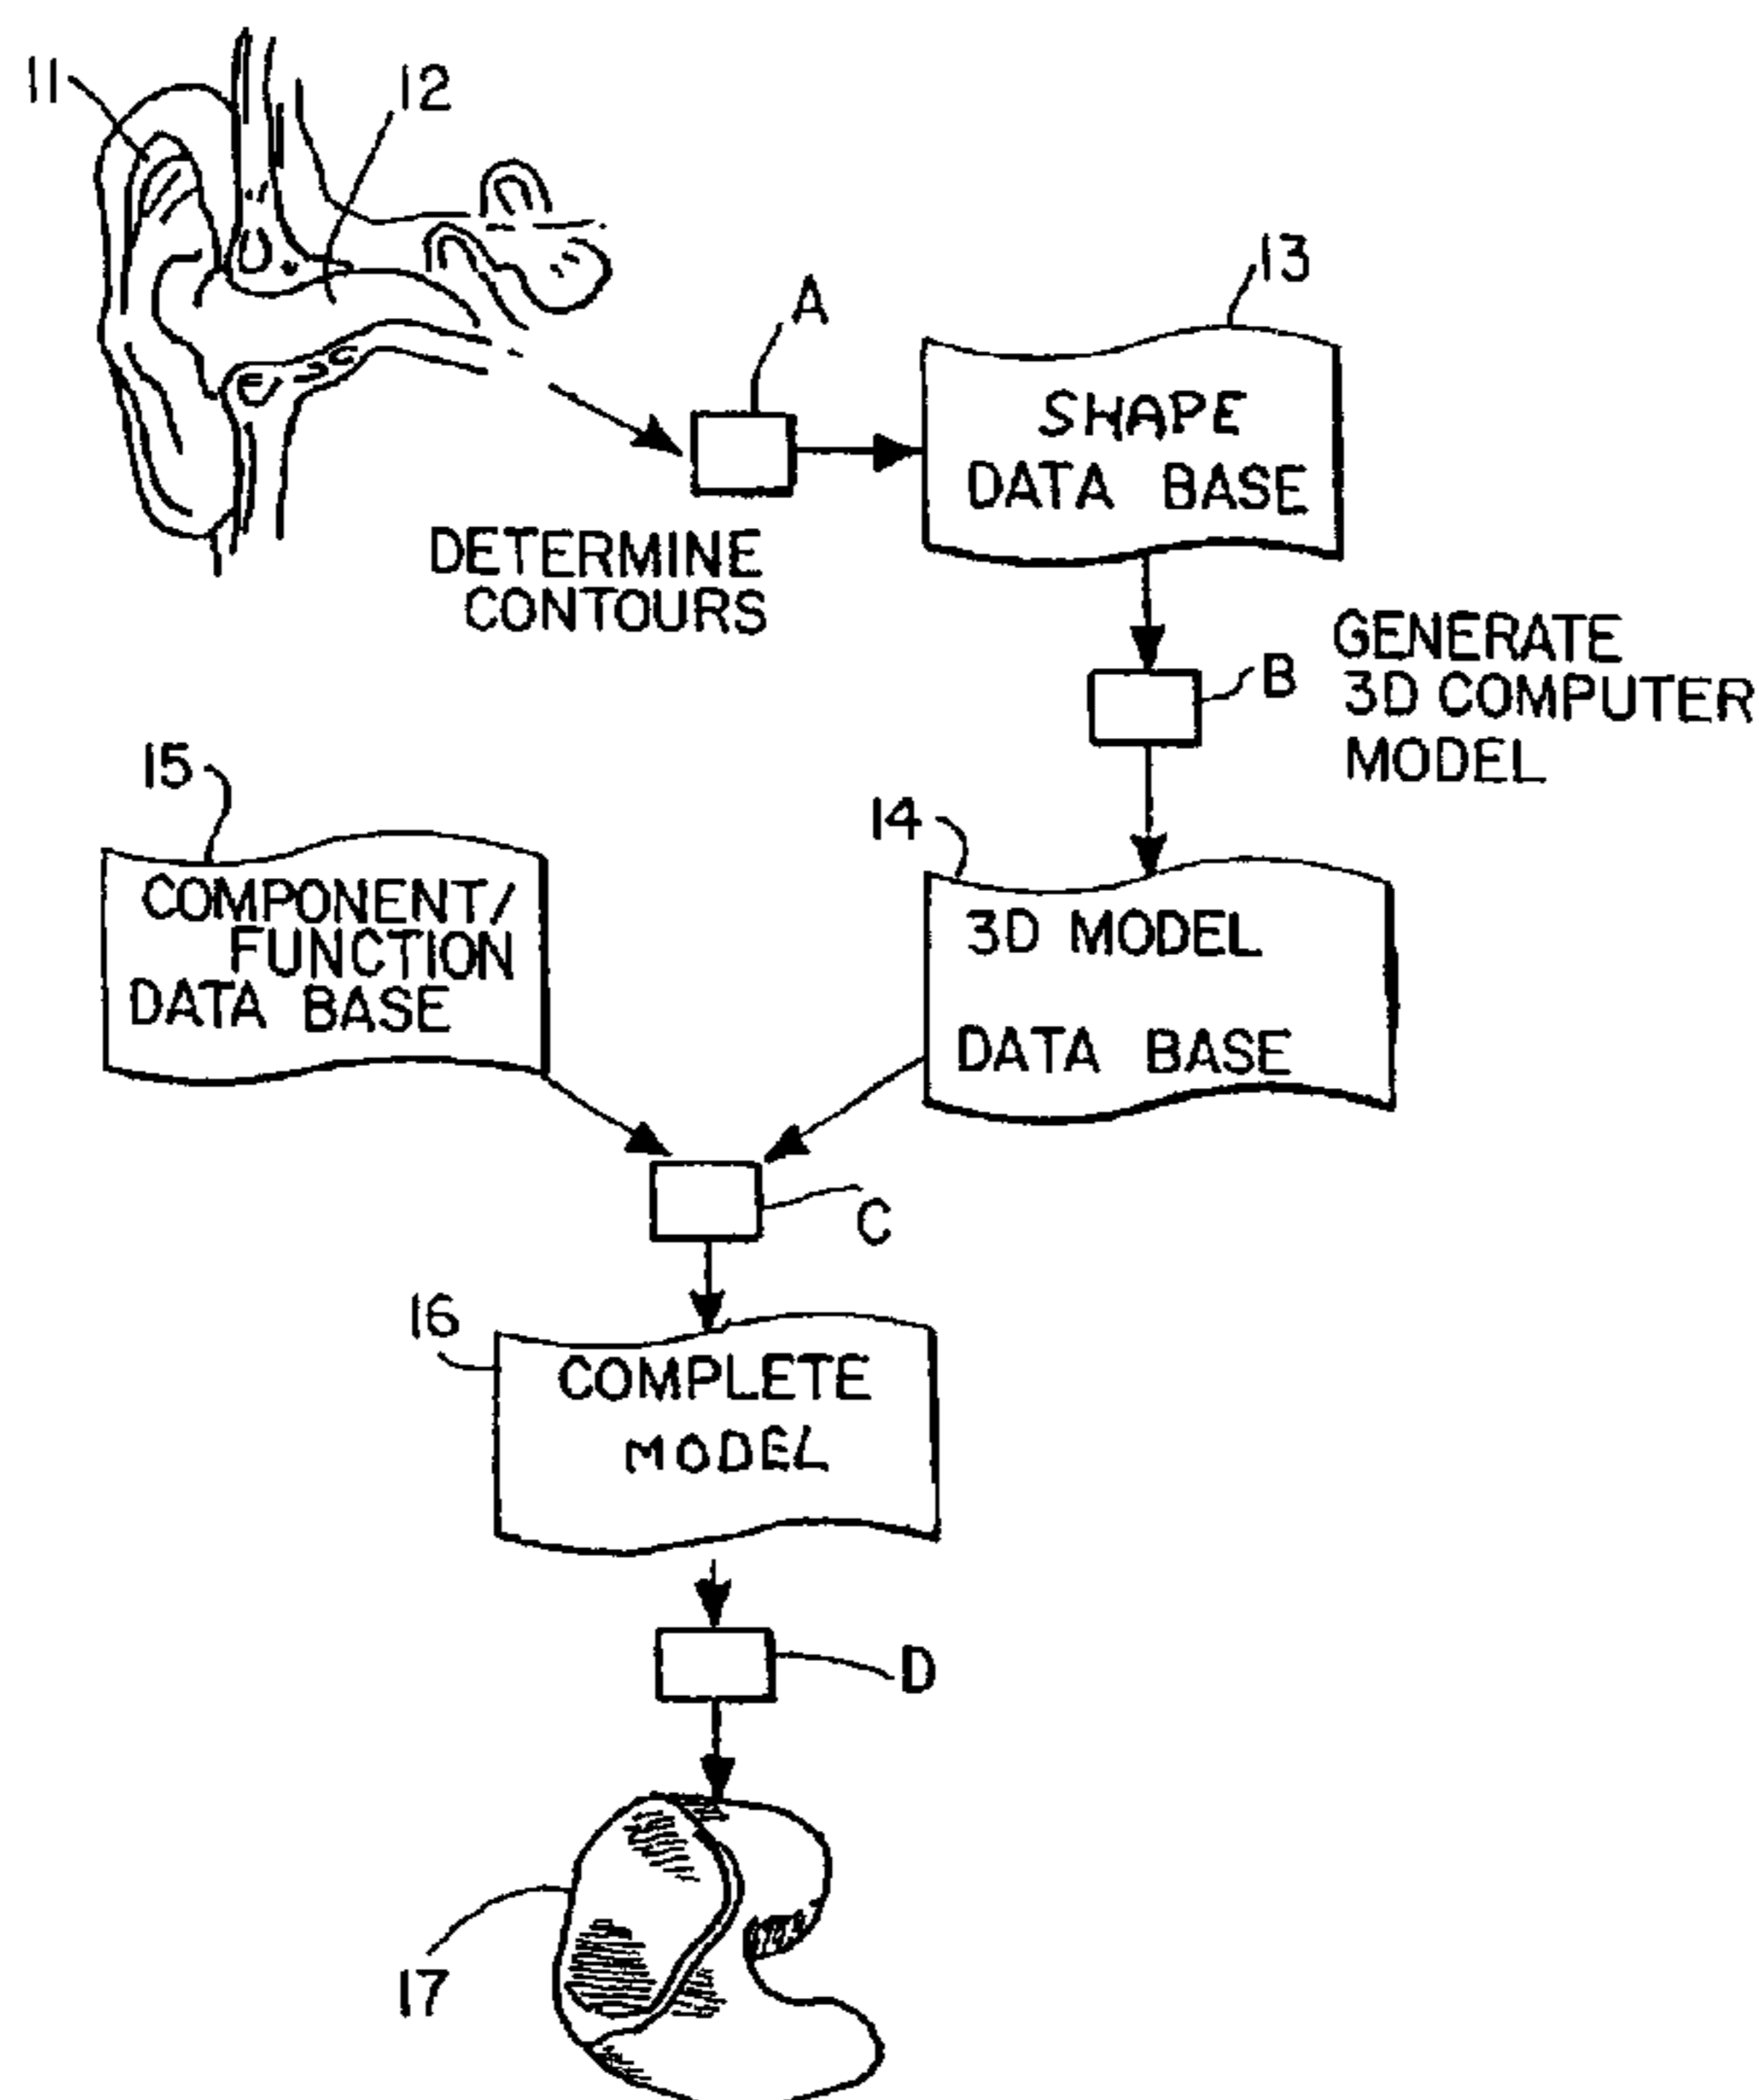 11
12
A
13
SHAPE
DATA BASE
DETERMINE
CONTOURS
GENERATE
3D COMPUTER
MODEL
B
15
14
COMPONENT/
FUNCTION
DATA BASE
3D MODEL
DATA BASE
C
16
COMPLETE
MODEL
D
17